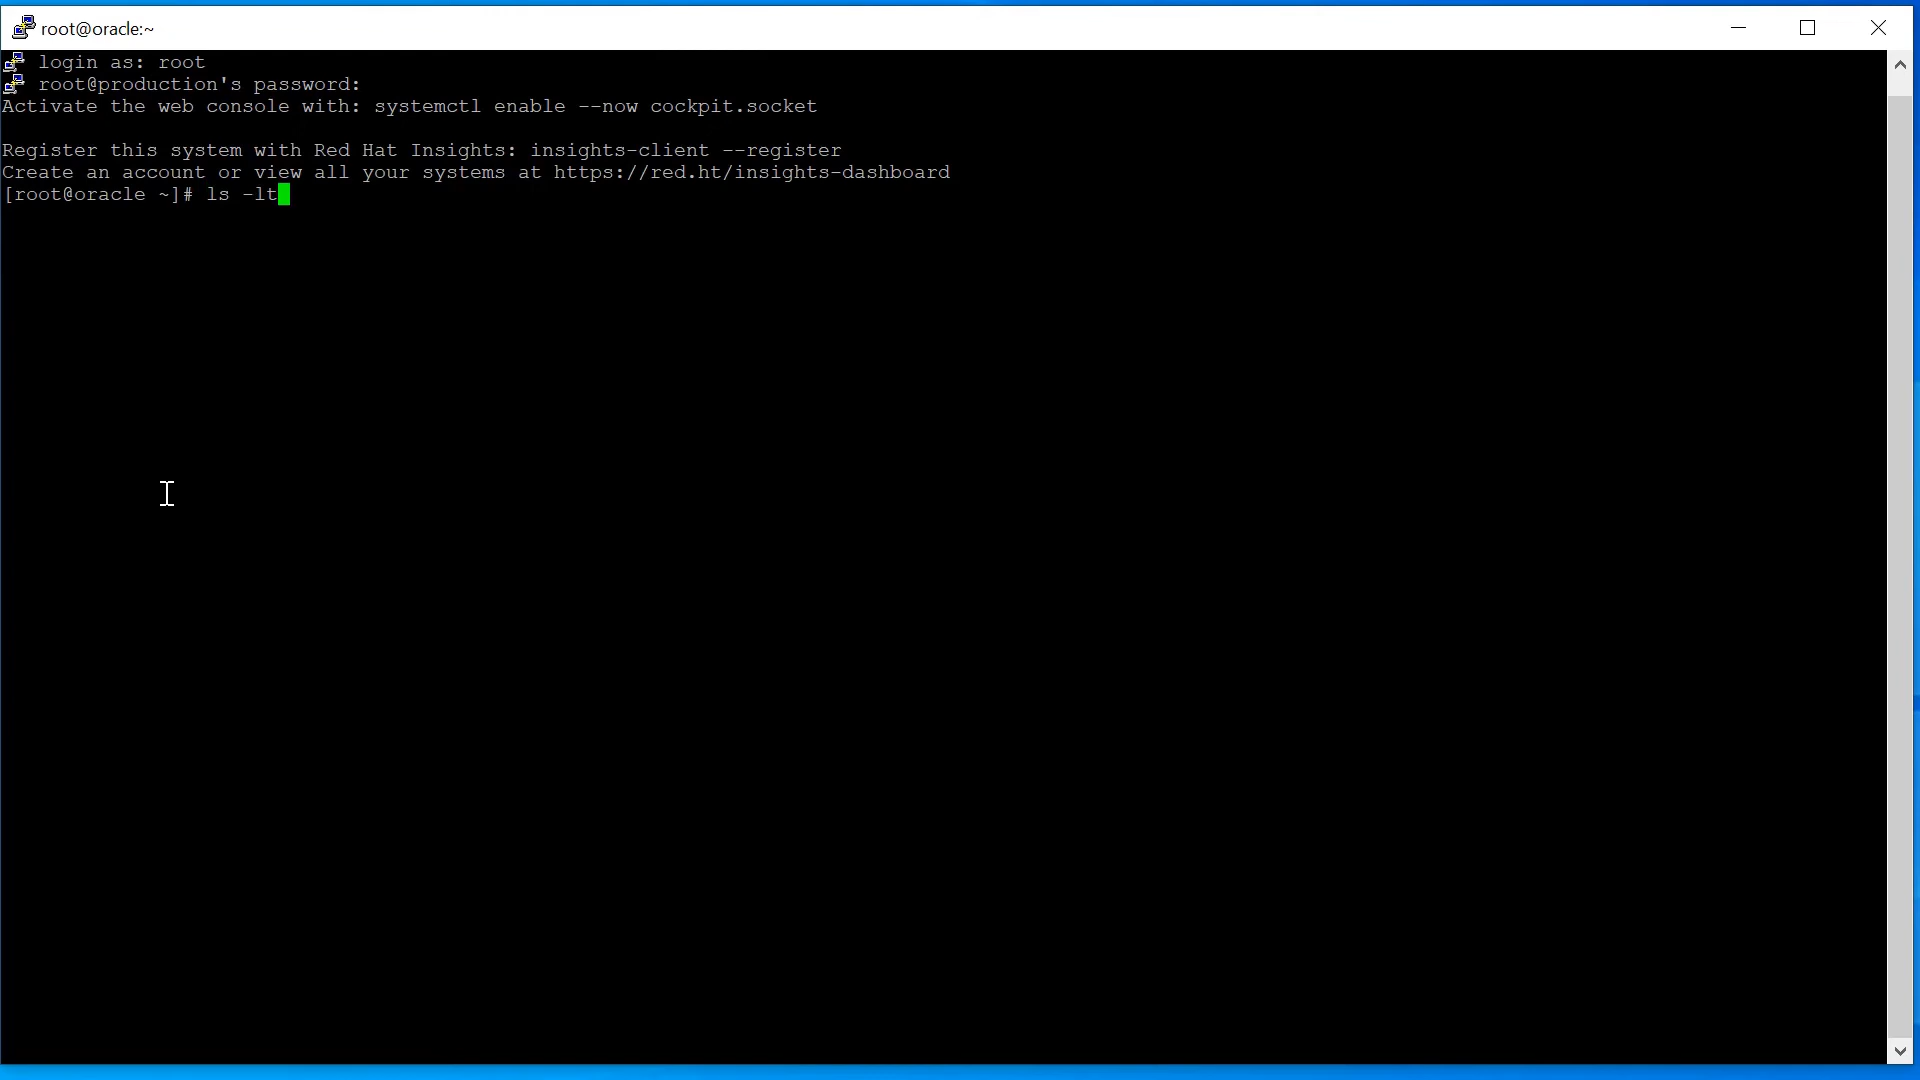 root@oracle:~
login as: root
root@production's password:
Activate the web console with: systemctl enable --now cockpit.socket
Register this system with Red Hat Insights: insights-client --register
Create an account or view all your systems at https://red.ht/insights-dashboard
[root@oracle ~]# ls -lt